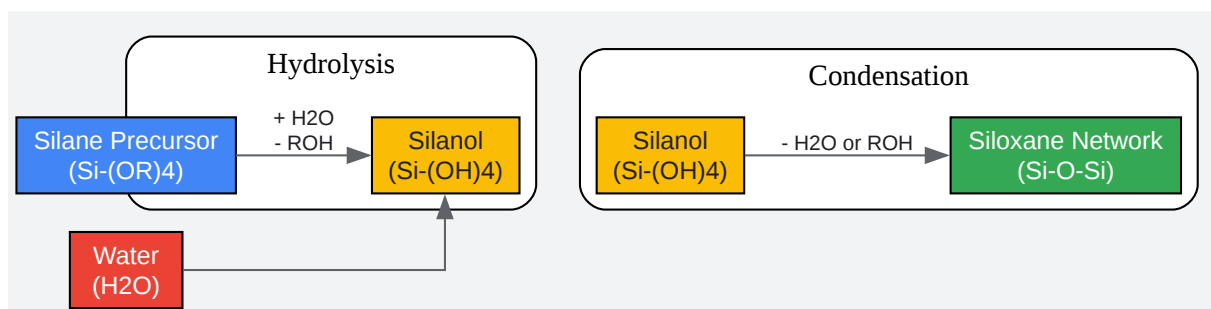 Hydrolysis
Silane Precursor
(Si-(OR)4)
+ H2O
- ROH
Silanol
(Si-(OH)4)
Water
(H2O)
Condensation
Silanol
(Si-(OH)4)
- H2O or ROH
Siloxane Network
(Si-O-Si)